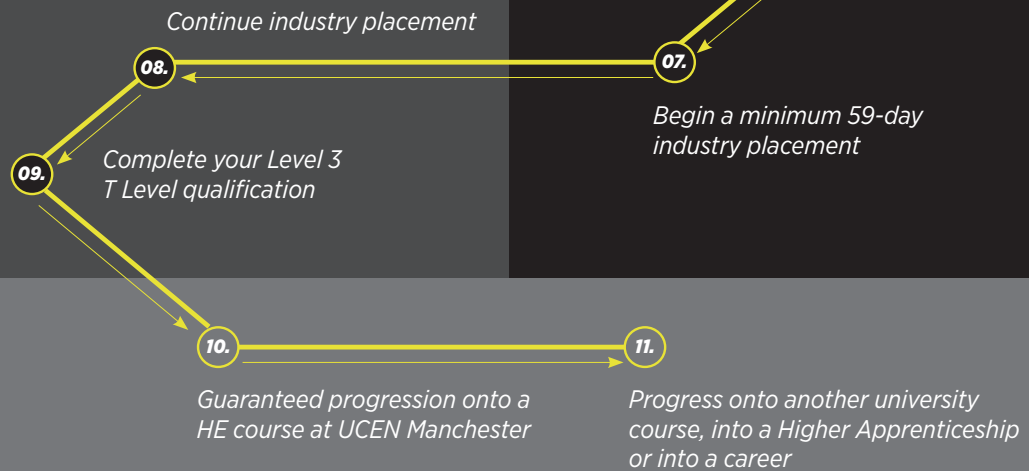 Continue industry placement
08.
07.
Begin a minimum 59-day
industry placement
09.
Complete your Level 3
T Level qualification
10.
11.
Guaranteed progression onto a
HE course at UCEN Manchester
Progress onto another university
course, into a Higher Apprenticeship
or into a career